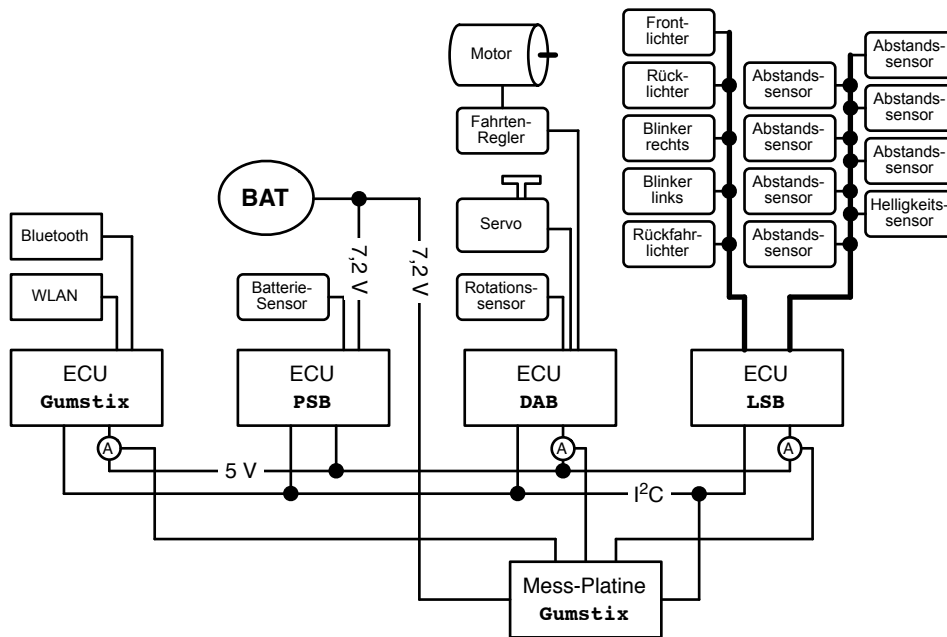 Motor
Fahrten-
Regler
Servo
Rotations-
sensor
Front-
lichter
Rück-
lichter
Blinker
rechts
Blinker
links
Rückfahr-
lichter
Abstands-
sensor
Abstands-
sensor
Abstands-
sensor
Abstands-
sensor
Abstands-
sensor
Abstands-
sensor
Abstands-
sensor
Helligkeits-
sensor
BAT
7,2 V
7,2 V
Bluetooth
WLAN
Batterie-
Sensor
ECU
Gumstix
ECU
PSB
ECU
DAB
ECU
LSB
A
A
A
5 V
I²C
Mess-Platine
Gumstix